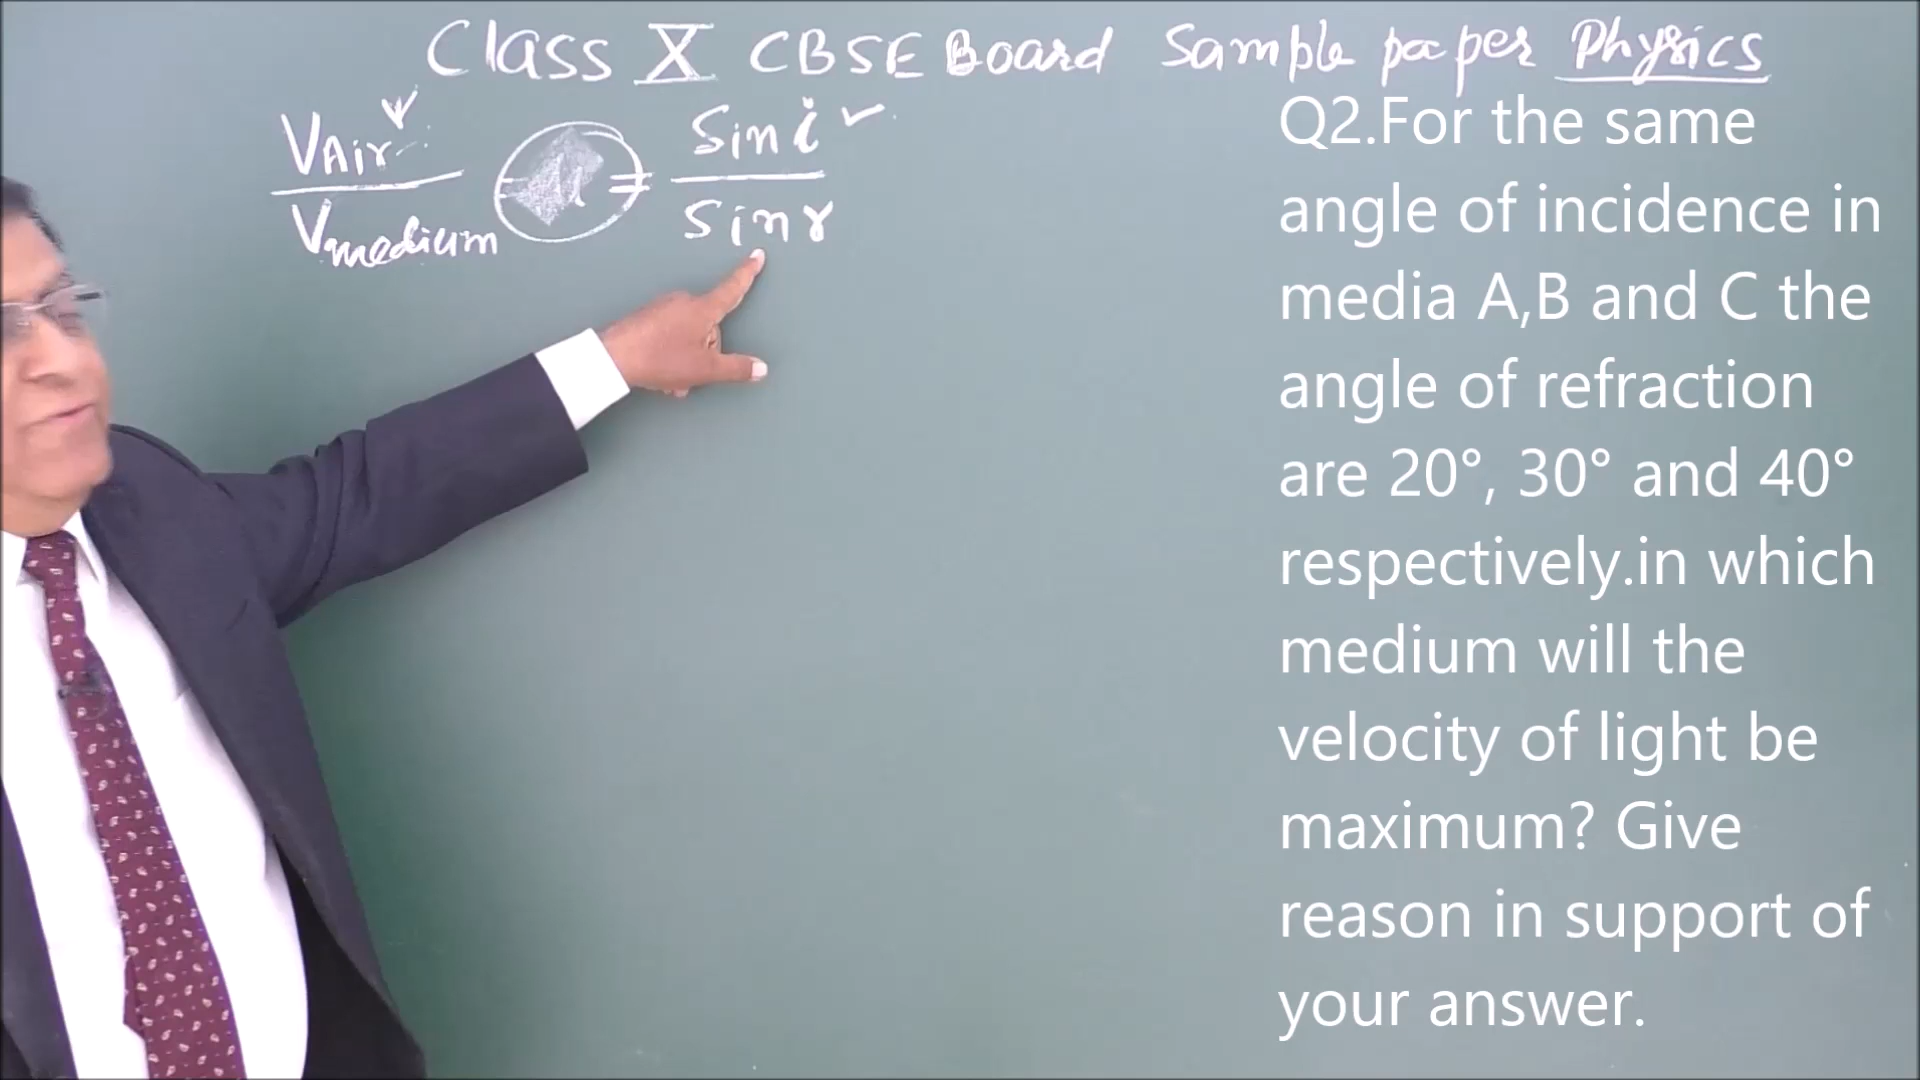 Class X CBSE Board Sample paper Physics
VAir
Vmedium
= Sin i
Sin r
Q2.For the same
angle of incidence in
media A,B and C the
angle of refraction
are 20°, 30° and 40°
respectively.in which
medium will the
velocity of light be
maximum? Give
reason in support of
your answer.